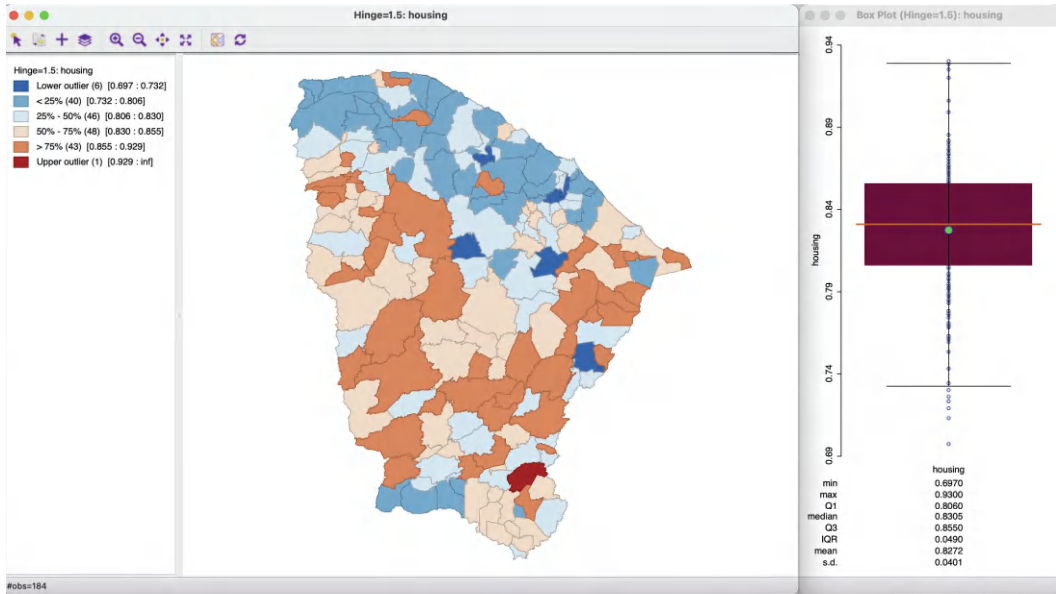 Hinge=1.5: housing
Hinge=1.5: housing
Lower outlier (6) [0.697 : 0.732]
< 25% (40) [0.732 : 0.806]
25% - 50% (46) [0.806 : 0.830]
50% - 75% (48) [0.830 : 0.855]
> 75% (43) [0.855 : 0.929]
Upper outlier (1) [0.929 : inf]
#obs=184
Box Plot (Hinge=1.5): housing
0.94
0.89
0.84
0.79
0.74
0.69
housing
housing
min 0.6970
max 0.9300
Q1 0.8060
median 0.8305
Q3 0.8550
IQR 0.0490
mean 0.8272
s.d. 0.0401